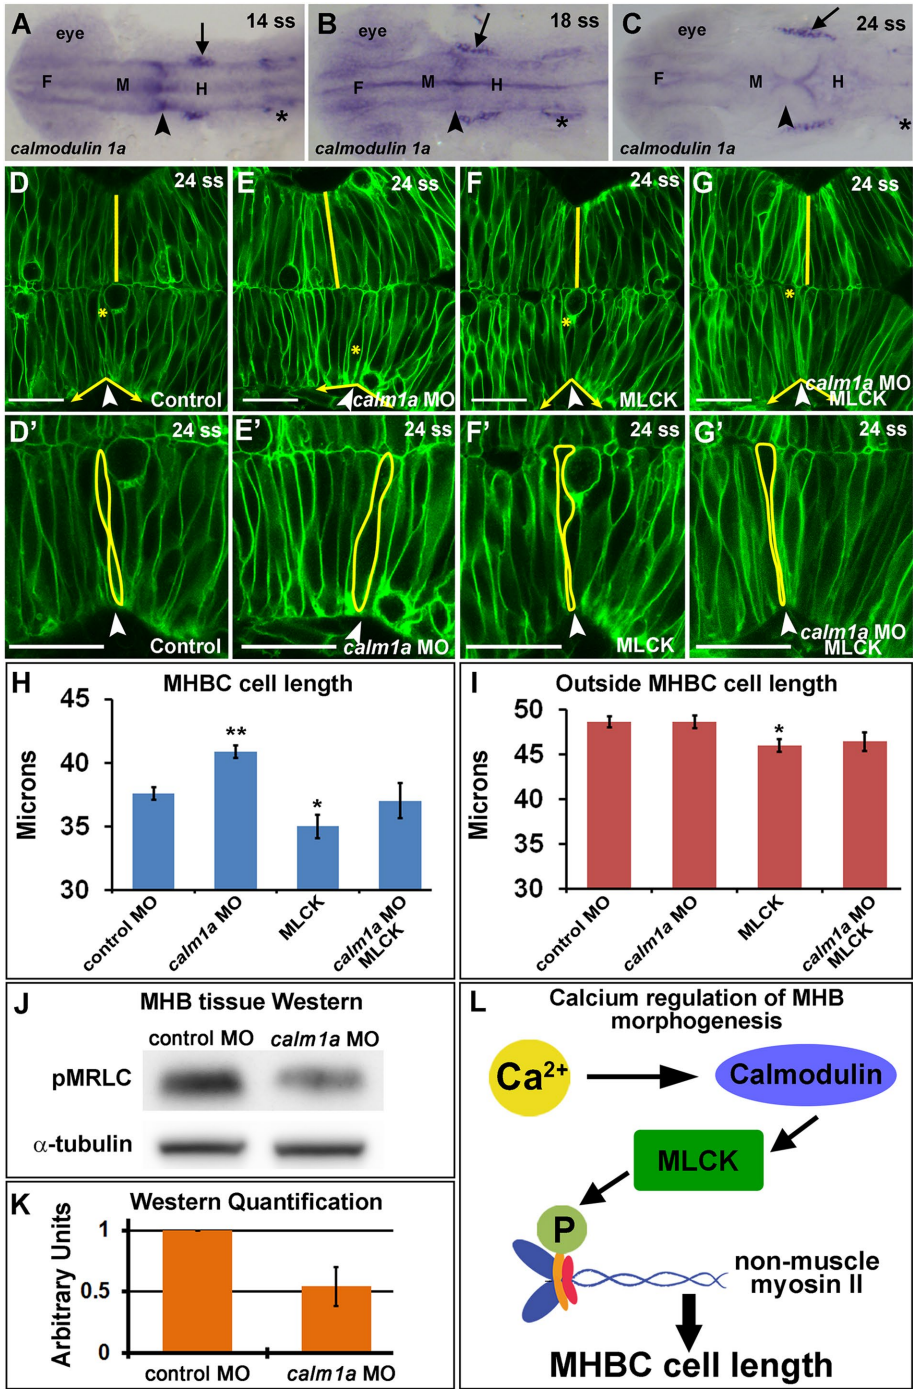 A
14 ss
eye
F
M
H
*
calmodulin 1a
B
18 ss
eye
F
M
H
*
calmodulin 1a
C
24 ss
eye
F
M
H
*
calmodulin 1a
D
24 ss
*
Control
E
24 ss
*
calm1a MO
F
24 ss
*
MLCK
G
24 ss
*
calm1a MO
MLCK
D'
24 ss
Control
E'
24 ss
calm1a MO
F'
24 ss
MLCK
G'
24 ss
calm1a MO
MLCK
H
MHBC cell length
45
40
35
30
Microns
**
*
control MO
calm1a MO
MLCK
calm1a MO
MLCK
I
Outside MHBC cell length
50
45
40
35
30
Microns
*
control MO
calm1a MO
MLCK
calm1a MO
MLCK
J
MHB tissue Western
control MO
calm1a MO
pMRLC
α-tubulin
K
Western Quantification
Arbitrary Units
1
0.5
0
control MO
calm1a MO
L
Calcium regulation of MHB
morphogenesis
Ca2+
Calmodulin
MLCK
P
non-muscle
myosin II
MHBC cell length